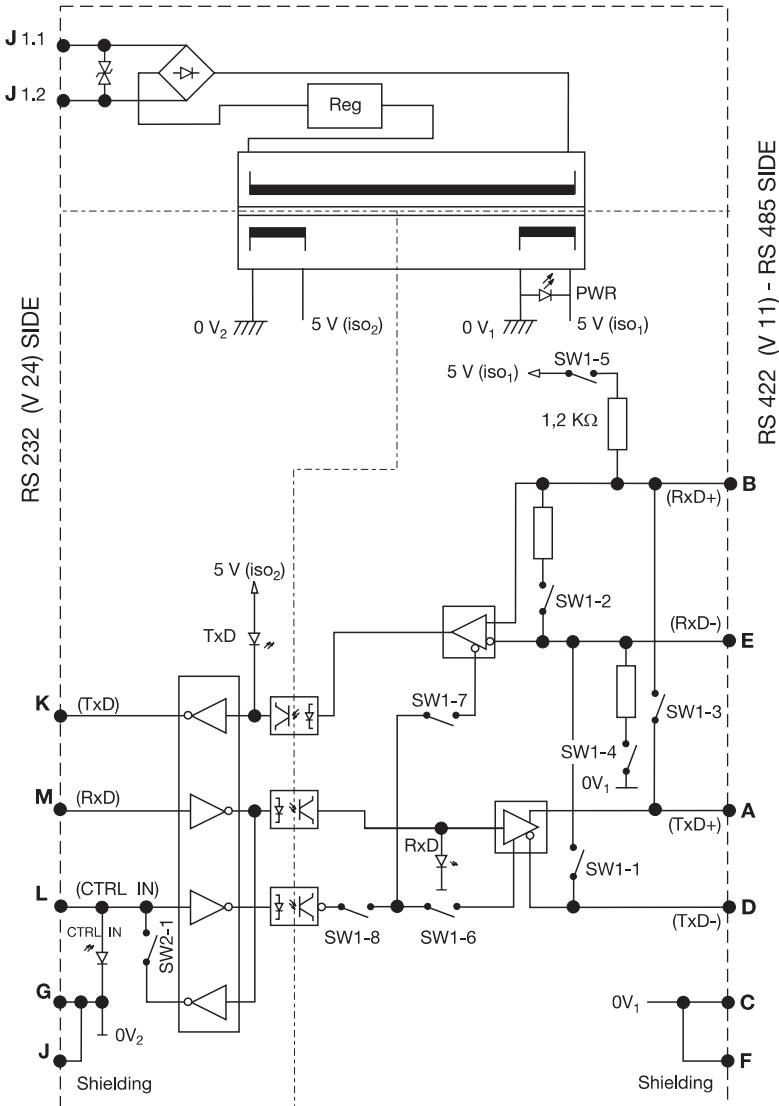 J 1.1
J 1.2
Reg
RS 232 (V 24) SIDE
RS 422 (V 11) - RS 485 SIDE
0 V₂
5 V (iso₂)
0 V₁
PWR
5 V (iso₁)
SW1-5
5 V (iso₁)
1,2 KΩ
B
(RxD+)
5 V (iso₂)
SW1-2
TxD
(RxD-)
E
K
(TxD)
SW1-7
SW1-3
SW1-4
0V₁
M
(RxD)
A
(TxD+)
RxD
SW1-1
L
(CTRL IN)
SW1-8
SW1-6
D
(TxD-)
CTRL IN
SW2-1
G
0V₂
0V₁
C
J
Shielding
Shielding
F